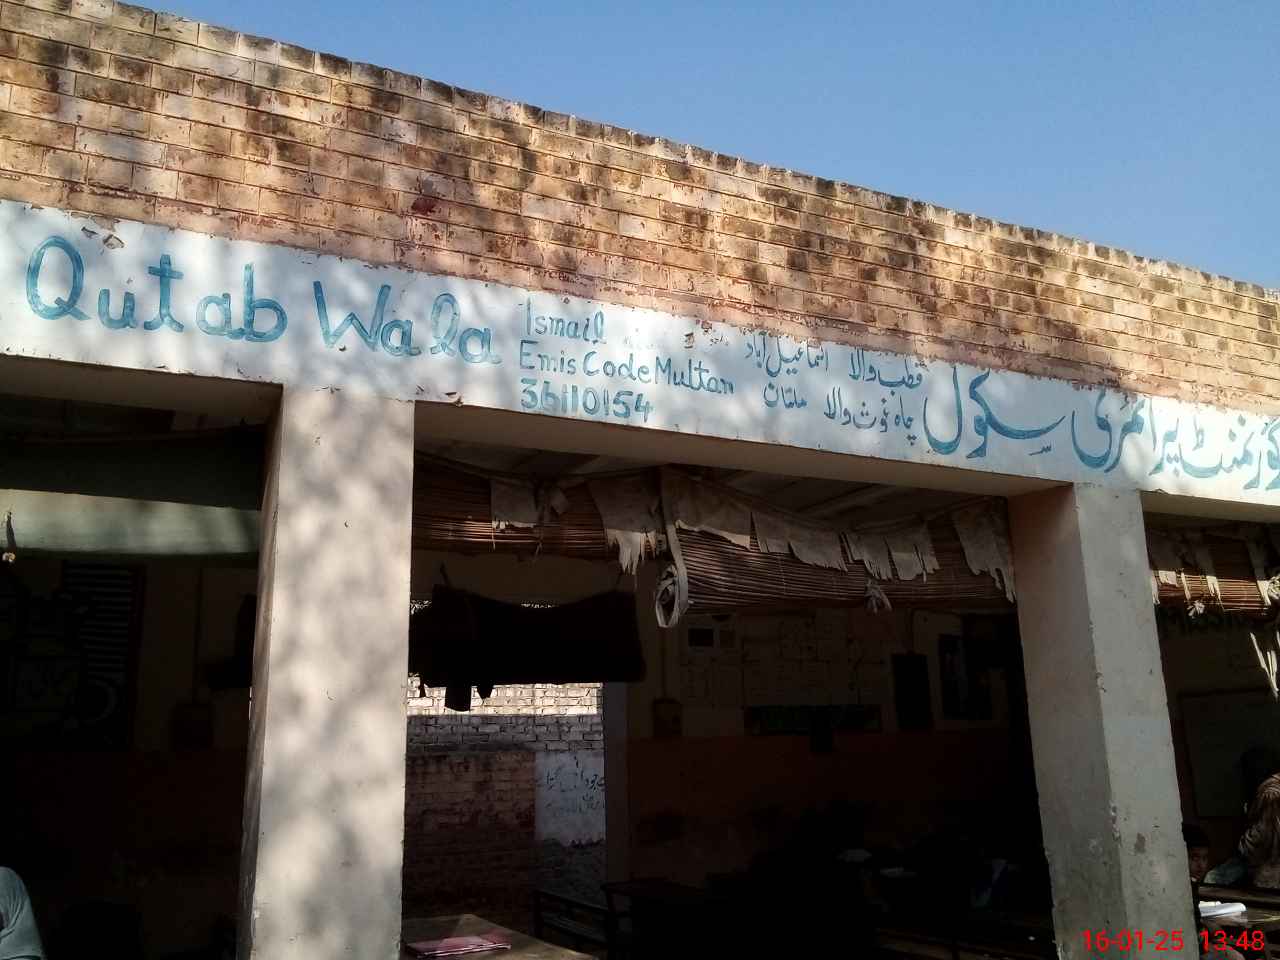 Qutab Wala
Ismail
Emis Code Multan
36110154
گورنمنٹ پرائمری سکول
قطب والا اسماعیل آباد
چاہ غوث والا ملتان
16-01-25 13:48